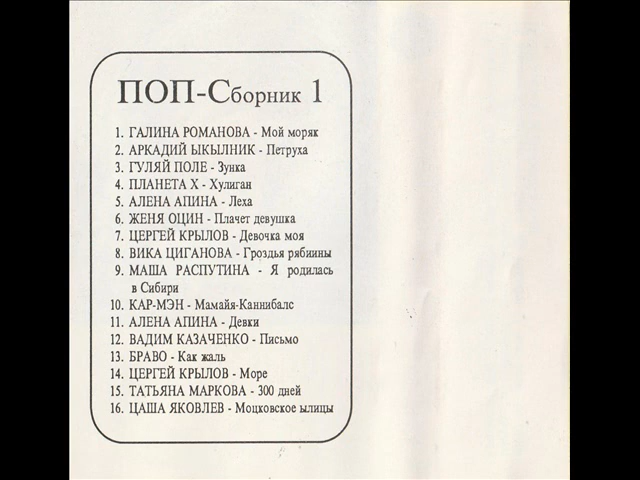 ПОП-Сборник 1
1. ГАЛИНА РОМАНОВА - Мой моряк
2. АРКАДИЙ ЫКЫЛНИК - Петруха
3. ГУЛЯЙ ПОЛЕ - Зунка
4. ПЛАНЕТА Х - Хулиган
5. АЛЕНА АПИНА - Леха
6. ЖЕНЯ ОЦИН - Плачет девушка
7. ЦЕРГЕЙ КРЫЛОВ - Девочка моя
8. ВИКА ЦИГАНОВА - Гроздья рябиины
9. МАША РАСПУТИНА - Я родилась
в Сибири
10. КАР-МЭН - Мамайя-Каннибалс
11. АЛЕНА АПИНА - Девки
12. ВАДИМ КАЗАЧЕНКО - Письмо
13. БРАВО - Как жаль
14. ЦЕРГЕЙ КРЫЛОВ - Море
15. ТАТЬЯНА МАРКОВА - 300 дней
16. ЦАША ЯКОВЛЕВ - Моцковское ылицы